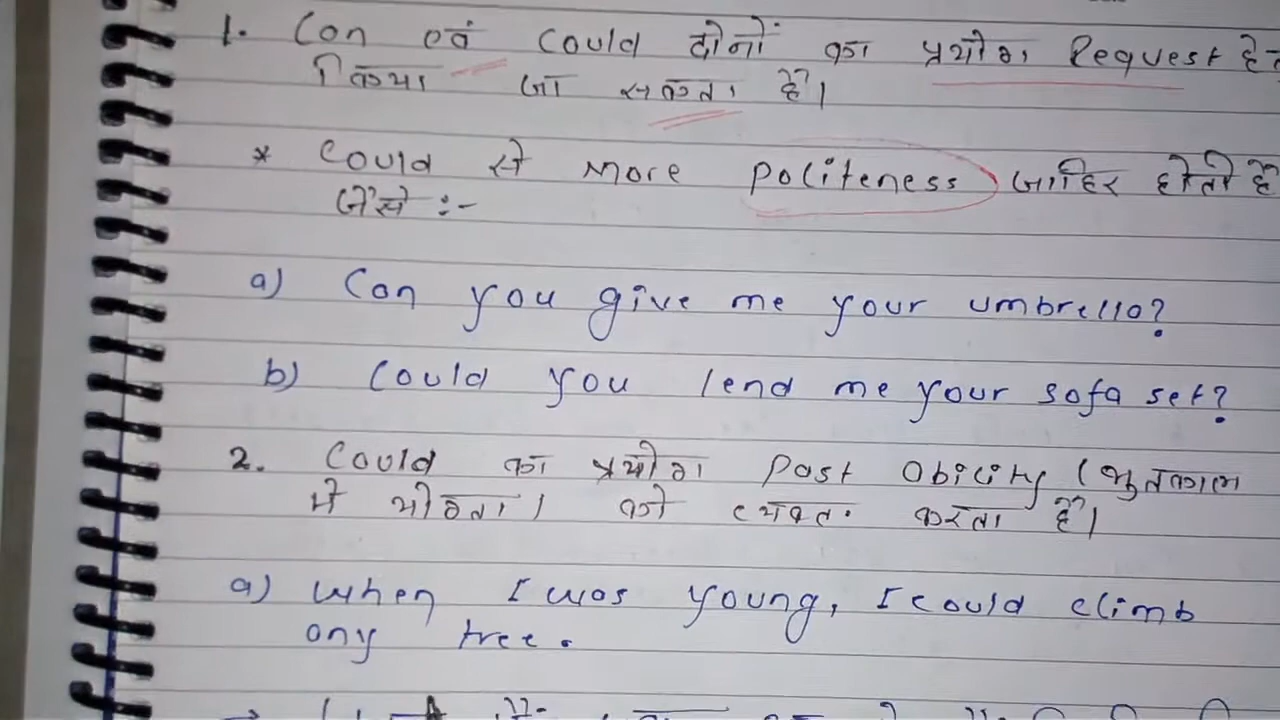 1. Can एवं Could दोनों का प्रयोग Request
किया जा सकता है।
* Could से More Politeness जाहिर होती है
जैसे :-
a) Can you give me your umbrella?
b) Could you lend me your sofa set?
2. Could का प्रयोग Past Ability (भूतकाल
में योग्यता) को व्यक्त करता है।
a) When I was young, I could climb
any tree.